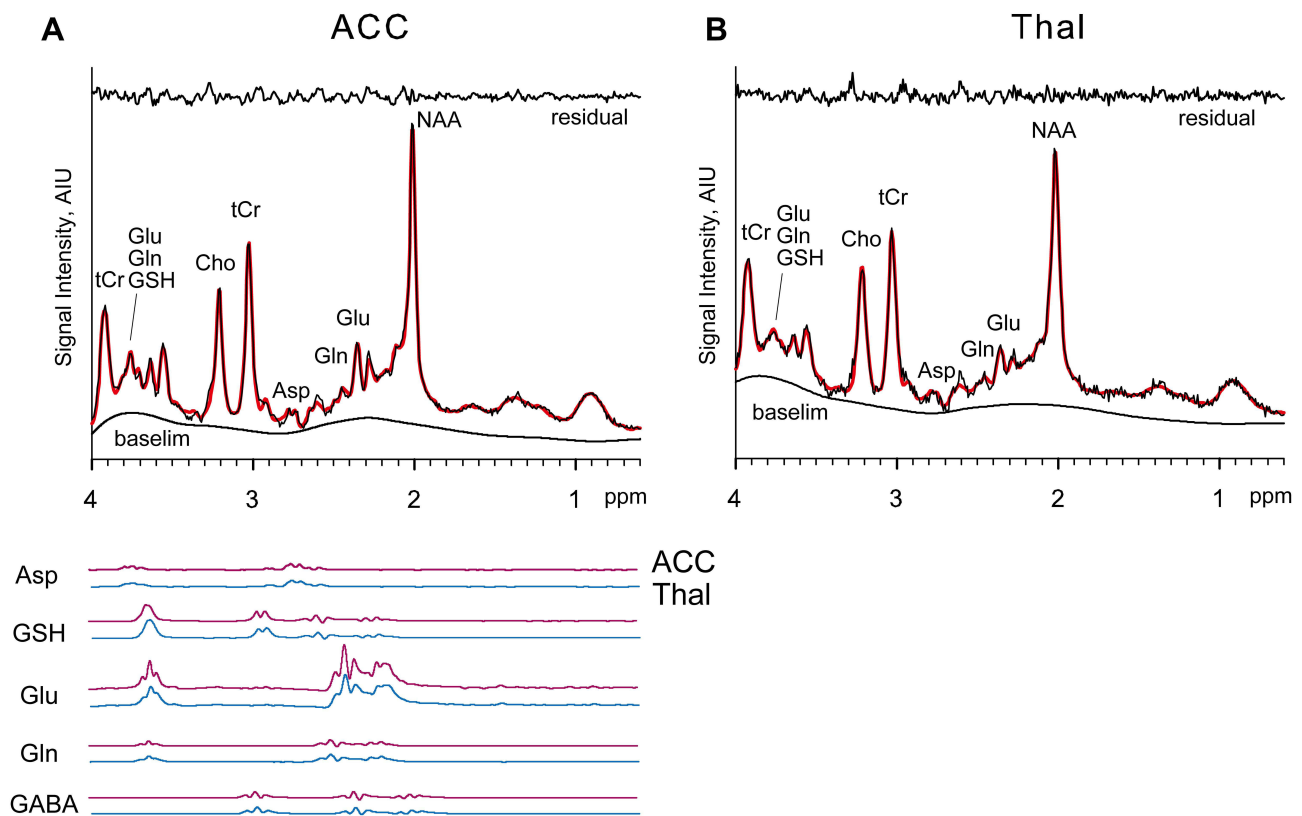 A
ACC
residual
NAA
Signal Intensity, AIU
tCr
Glu
Gln
GSH
tCr
Cho
Glu
Gln
Asp
baselim
4 3 2 1 ppm
B
Thal
residual
NAA
Signal Intensity, AIU
tCr
Glu
Gln
GSH
tCr
Cho
Glu
Gln
Asp
baselim
4 3 2 1 ppm
ACC
Thal
Asp
GSH
Glu
Gln
GABA